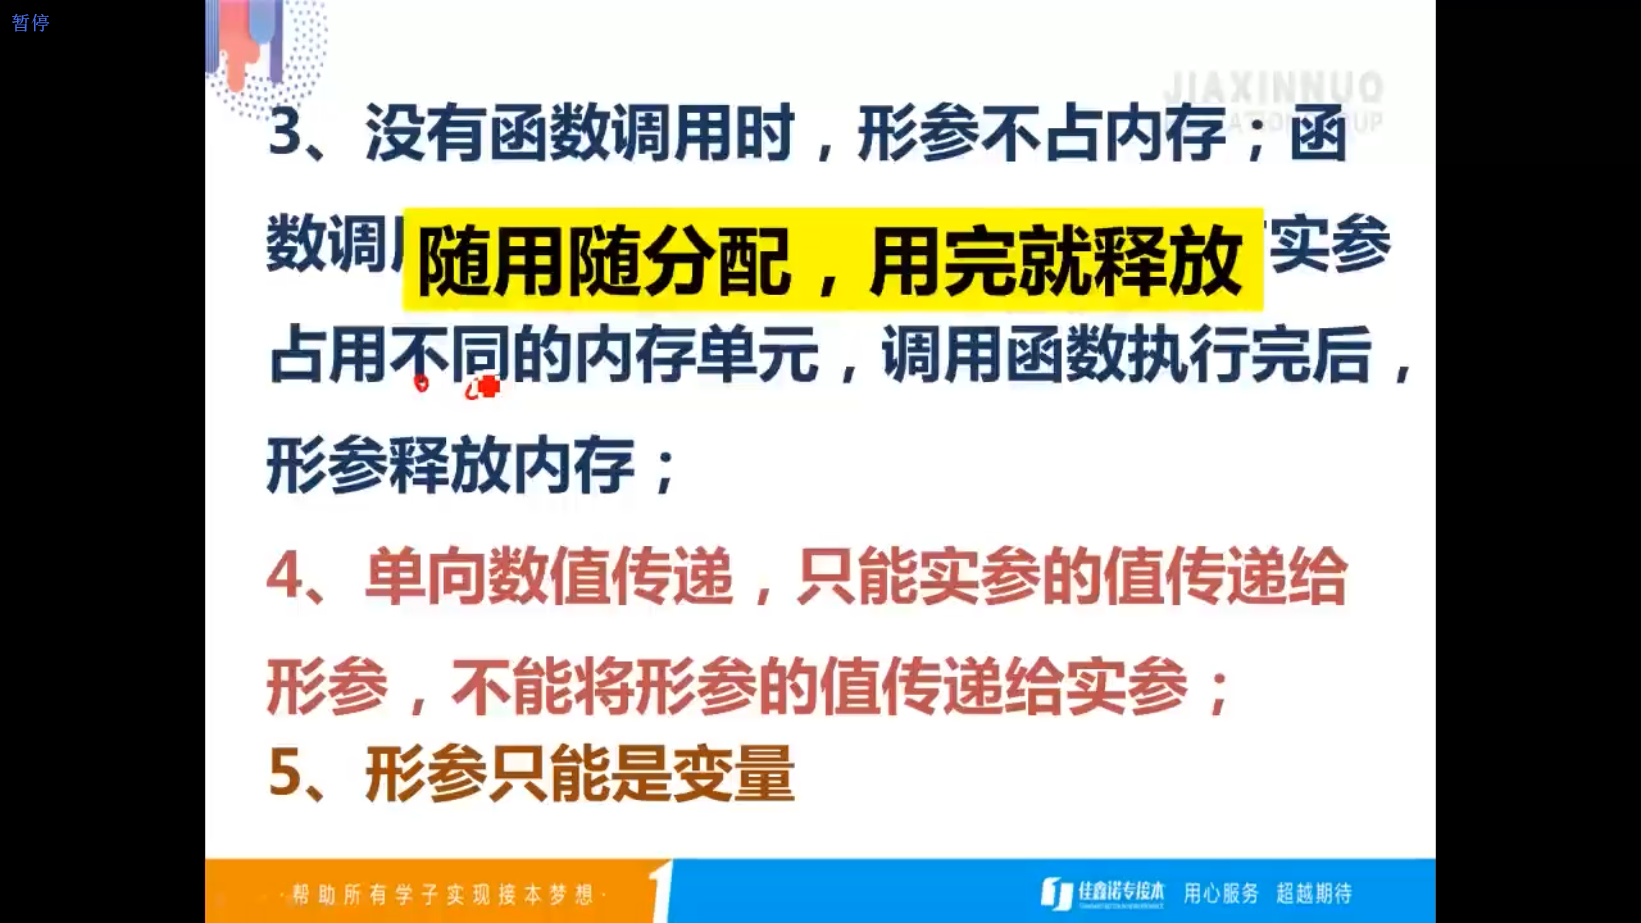 暂停
JIAXINNUO
3、没有函数调用时，形参不占内存；函
数调
随用随分配，用完就释放
实参
占用不同的内存单元，调用函数执行完后，
形参释放内存；
4、单向数值传递，只能实参的值传递给
形参，不能将形参的值传递给实参；
5、形参只能是变量
·帮助所有学子实现接本梦想·
佳鑫诺专接本
用心服务 超越期待